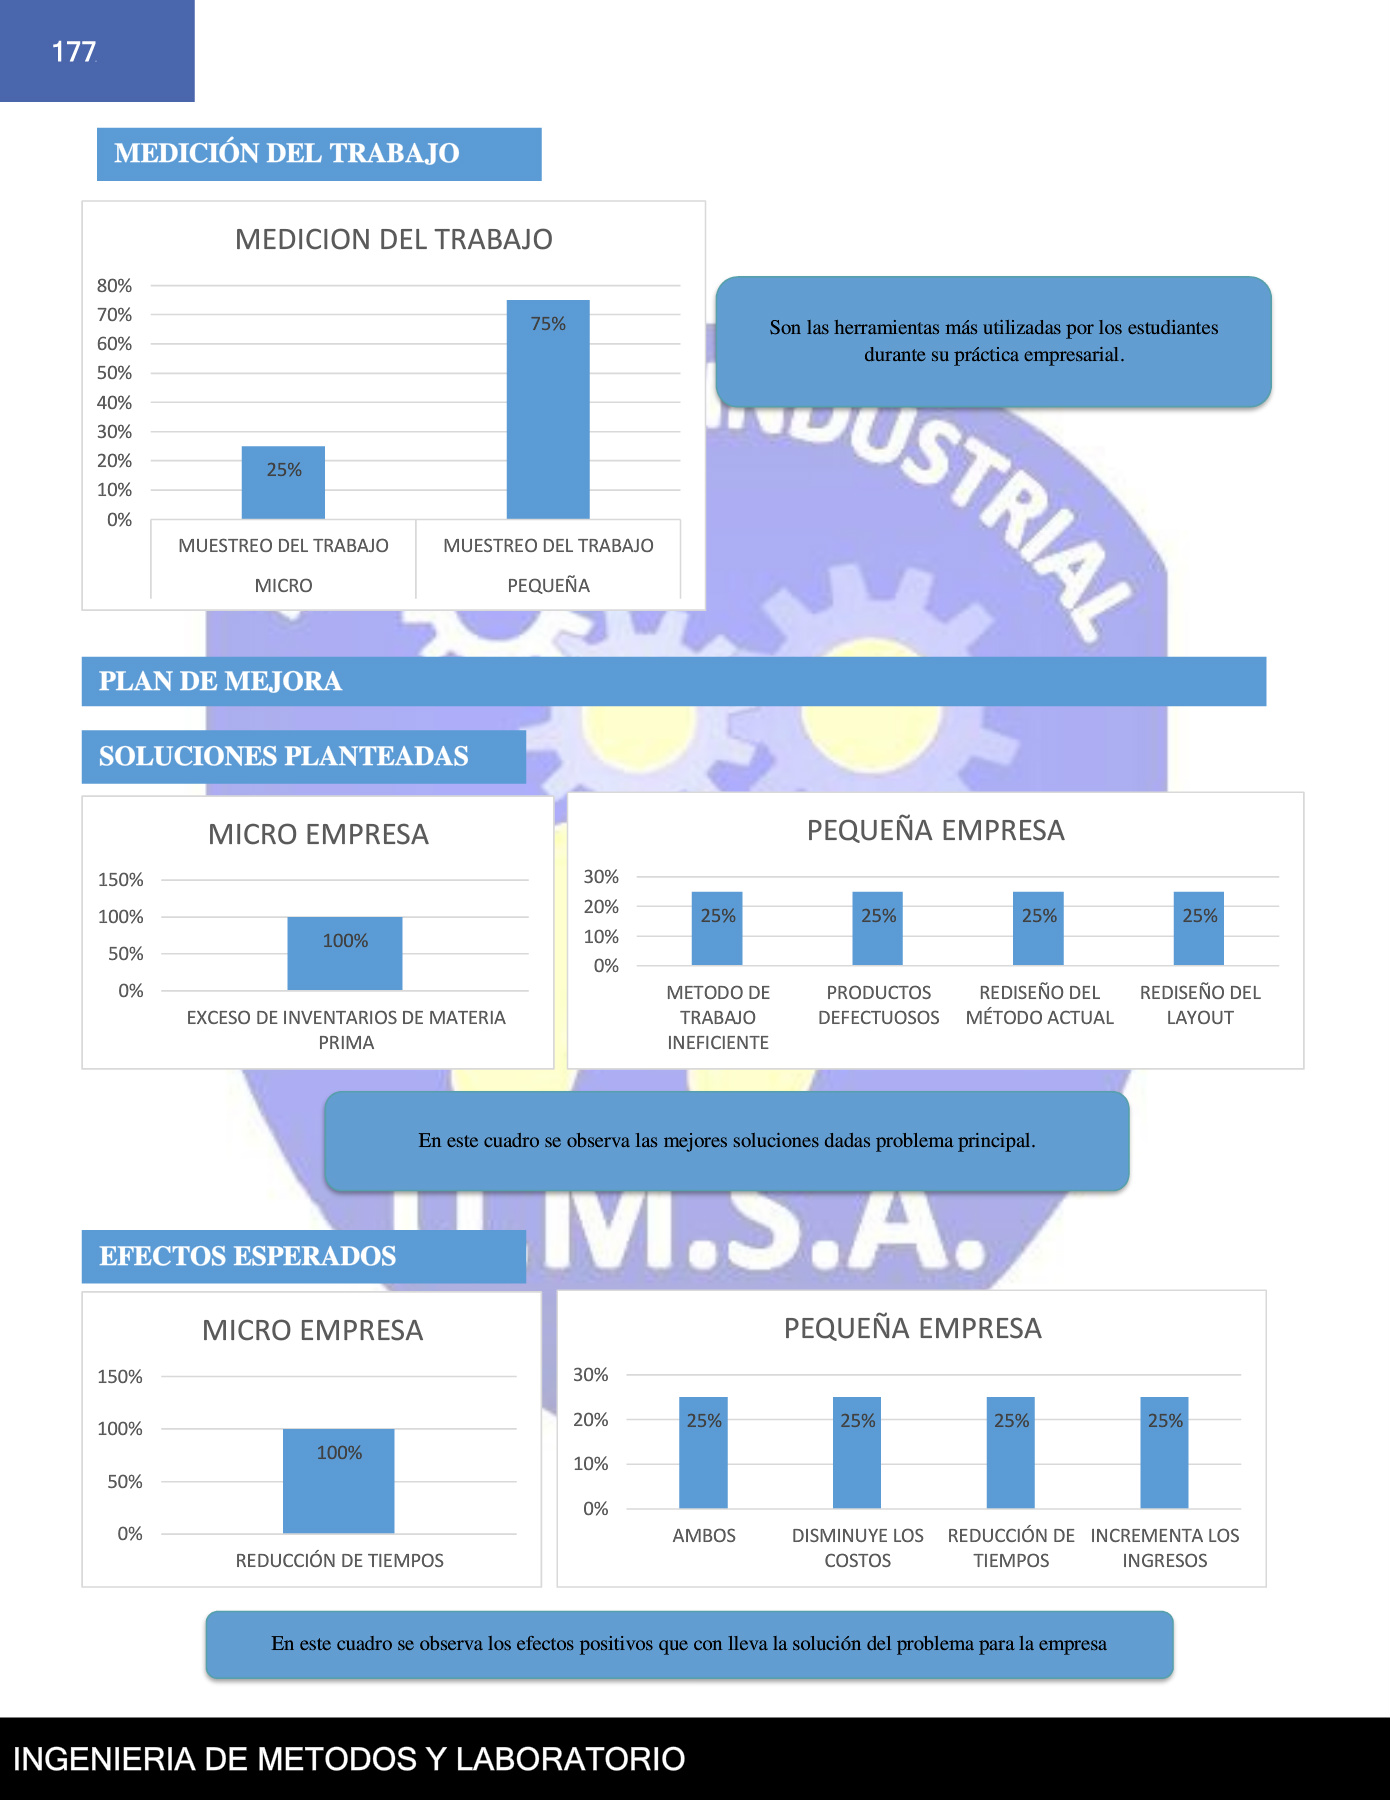 177
MEDICIÓN DEL TRABAJO
MEDICION DEL TRABAJO
80%
70%
60%
50%
40%
30%
20%
10%
0%
75%
25%
MUESTREO DEL TRABAJO
MUESTREO DEL TRABAJO
MICRO
PEQUEÑA
Son las herramientas más utilizadas por los estudiantes
durante su práctica empresarial.
INDUSTRIAL
PLAN DE MEJORA
SOLUCIONES PLANTEADAS
MICRO EMPRESA
150%
100%
50%
0%
100%
EXCESO DE INVENTARIOS DE MATERIA
PRIMA
PEQUEÑA EMPRESA
30%
20%
10%
0%
25%
25%
25%
25%
METODO DE
TRABAJO
INEFICIENTE
PRODUCTOS
DEFECTUOSOS
REDISEÑO DEL
MÉTODO ACTUAL
REDISEÑO DEL
LAYOUT
En este cuadro se observa las mejores soluciones dadas problema principal.
U.M.S.A.
EFECTOS ESPERADOS
MICRO EMPRESA
150%
100%
50%
0%
100%
REDUCCIÓN DE TIEMPOS
PEQUEÑA EMPRESA
30%
20%
10%
0%
25%
25%
25%
25%
AMBOS
DISMINUYE LOS
COSTOS
REDUCCIÓN DE
TIEMPOS
INCREMENTA LOS
INGRESOS
En este cuadro se observa los efectos positivos que con lleva la solución del problema para la empresa
INGENIERIA DE METODOS Y LABORATORIO